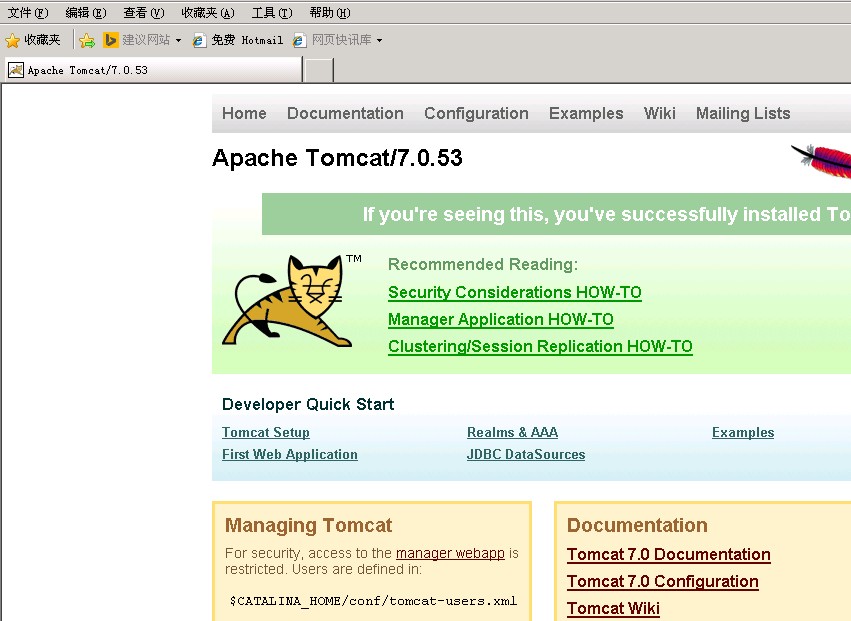 文件(F) 编辑(E) 查看(V) 收藏夹(A) 工具(T) 帮助(H)
收藏夹 建议网站 免费 Hotmail 网页快讯库
Apache Tomcat/7.0.53
Home Documentation Configuration Examples Wiki Mailing Lists
Apache Tomcat/7.0.53
If you're seeing this, you've successfully installed To
TM
Recommended Reading:
Security Considerations HOW-TO
Manager Application HOW-TO
Clustering/Session Replication HOW-TO
Developer Quick Start
Tomcat Setup Realms & AAA Examples
First Web Application JDBC DataSources
Managing Tomcat
For security, access to the manager webapp is
restricted. Users are defined in:
$CATALINA_HOME/conf/tomcat-users.xml
Documentation
Tomcat 7.0 Documentation
Tomcat 7.0 Configuration
Tomcat Wiki